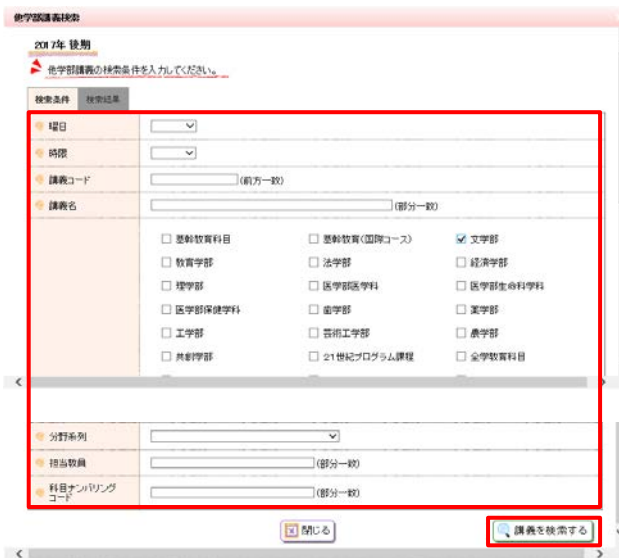 他学部講義検索
2017年 後期
他学部講義の検索条件を入力してください。
検索条件 検索結果
曜日
時限
講義コード (前方一致)
講義名 (部分一致)
基幹教育科目 基幹教育(国際コース) 文学部
教育学部 法学部 経済学部
理学部 医学部医学科 医学部生命科学科
医学部保健学科 歯学部 薬学部
工学部 芸術工学部 農学部
共創学部 21世紀プログラム課程 全学教育科目
分野系列
担当教員 (部分一致)
科目ナンバリング
コード (部分一致)
閉じる 講義を検索する